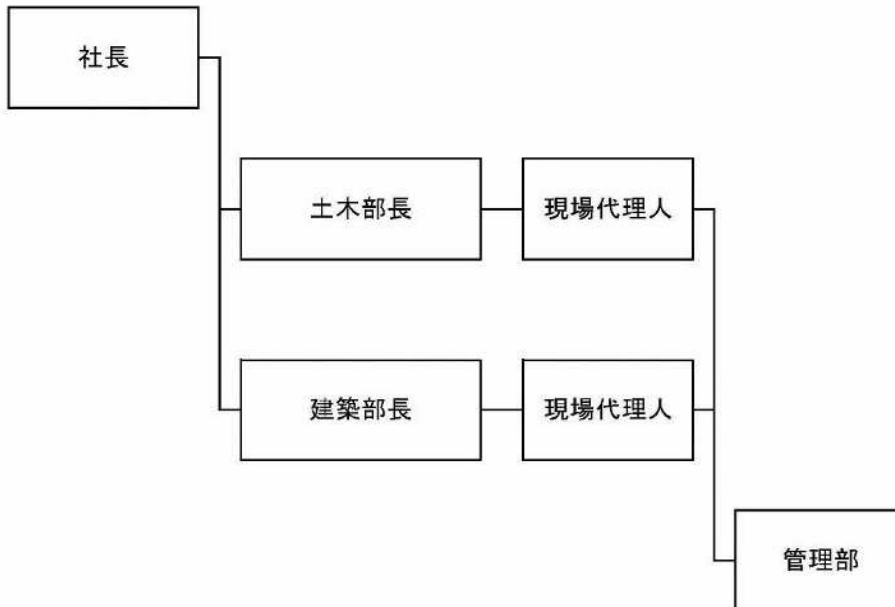 社長
土木部長
現場代理人
建築部長
現場代理人
管理部